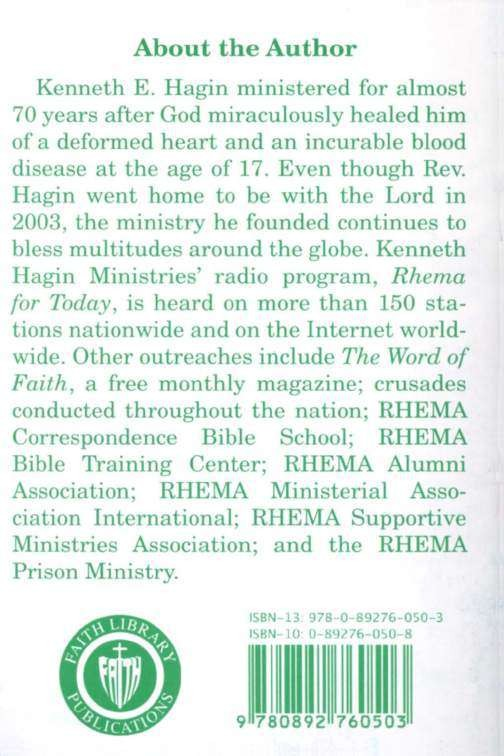 About the Author
Kenneth E. Hagin ministered for almost
70 years after God miraculously healed him
of a deformed heart and an incurable blood
disease at the age of 17. Even though Rev.
Hagin went home to be with the Lord in
2003, the ministry he founded continues to
bless multitudes around the globe. Kenneth
Hagin Ministries' radio program, Rhema
for Today, is heard on more than 150 sta-
tions nationwide and on the Internet world-
wide. Other outreaches include The Word of
Faith, a free monthly magazine; crusades
conducted throughout the nation; RHEMA
Correspondence Bible School; RHEMA
Bible Training Center; RHEMA Alumni
Association; RHEMA Ministerial Asso-
ciation International; RHEMA Supportive
Ministries Association; and the RHEMA
Prison Ministry.
FAITH LIBRARY
FAITH
PUBLICATIONS
ISBN-13: 978-0-89276-050-3
ISBN-10: 0-89276-050-8
9 780892 760503